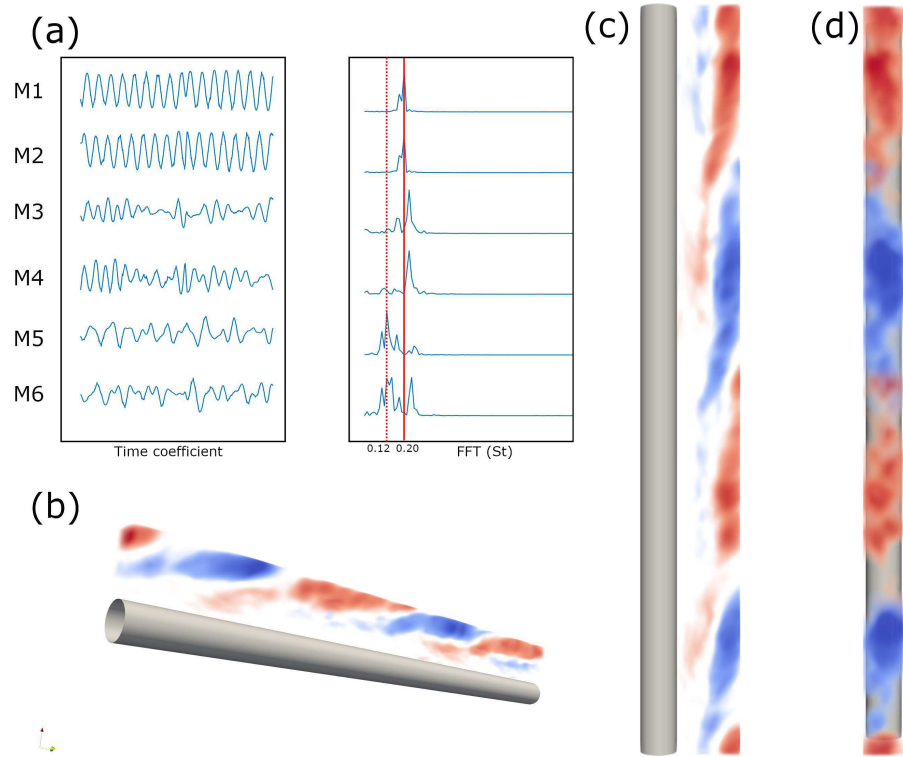 (a)
(c)
(d)
M1
M2
M3
M4
M5
M6
0.12
0.20
Time coefficient
FFT (St)
(b)